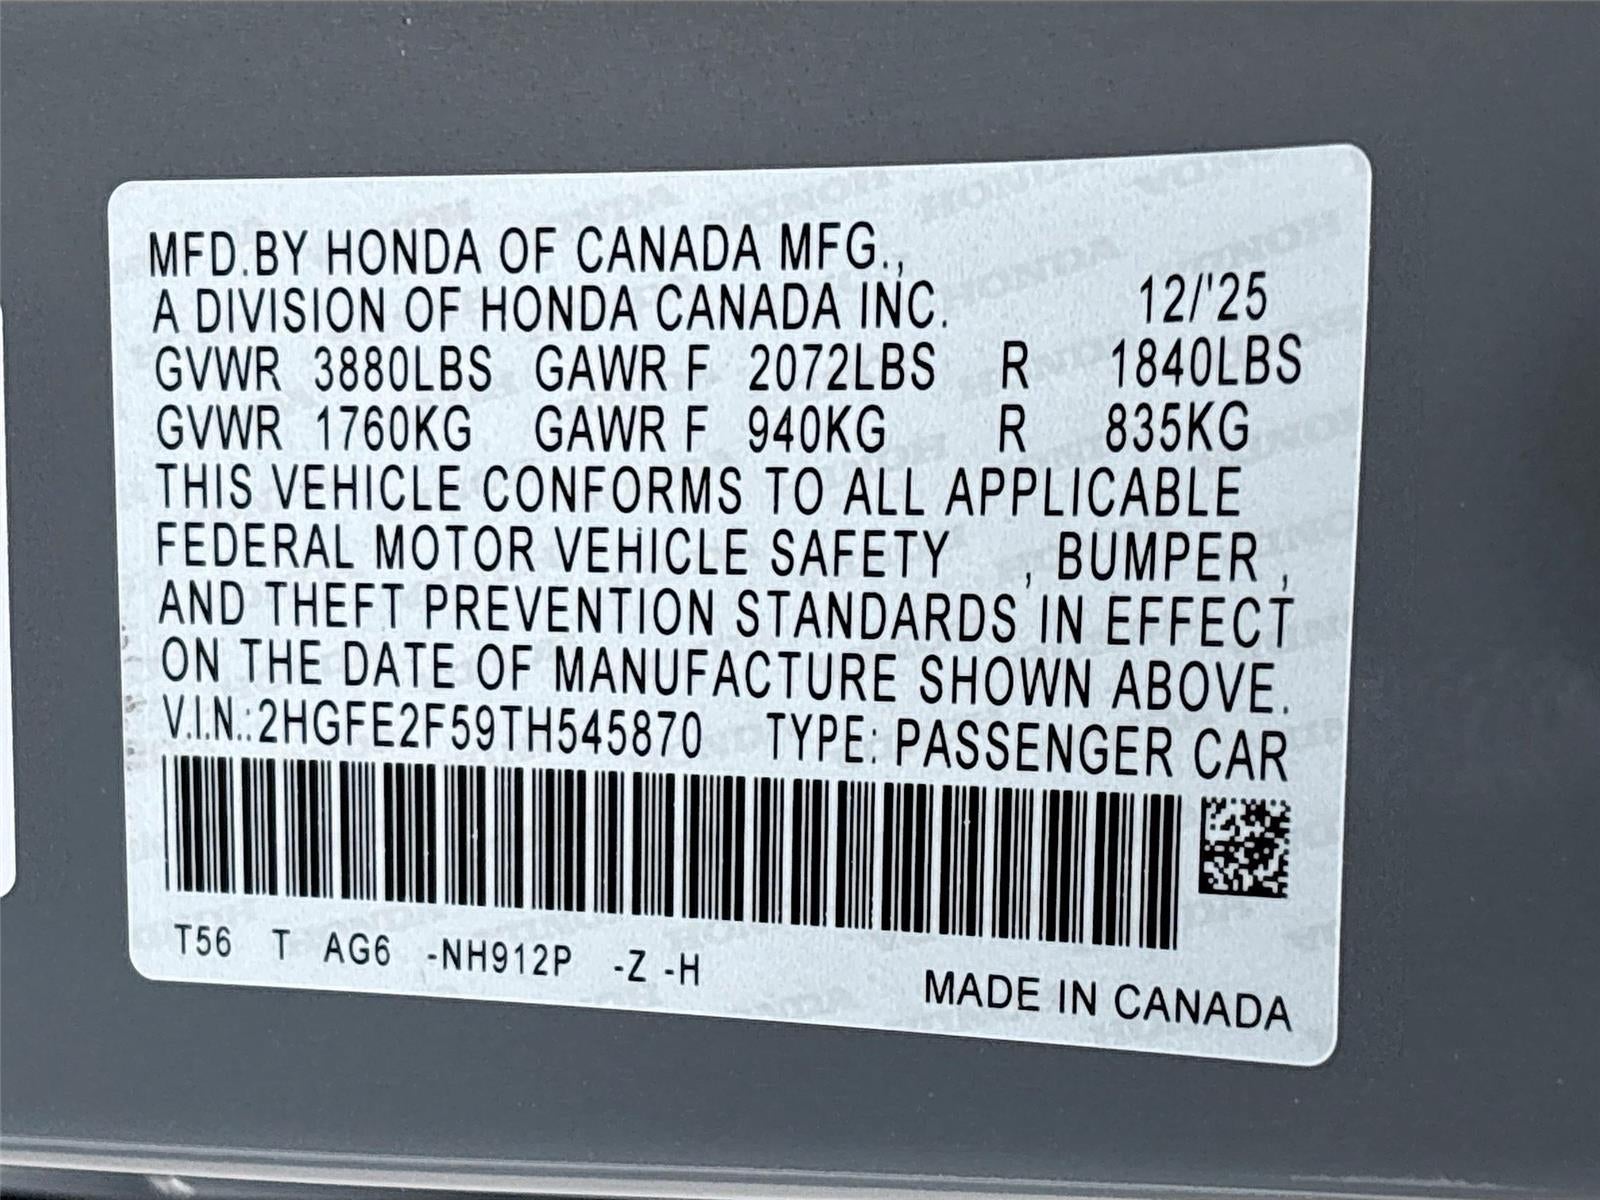 MFD.BY HONDA OF CANADA MFG.,
A DIVISION OF HONDA CANADA INC. 12/'25
GVWR 3880LBS GAWR F 2072LBS R 1840LBS
GVWR 1760KG GAWR F 940KG R 835KG
THIS VEHICLE CONFORMS TO ALL APPLICABLE
FEDERAL MOTOR VEHICLE SAFETY , BUMPER ,
AND THEFT PREVENTION STANDARDS IN EFFECT
ON THE DATE OF MANUFACTURE SHOWN ABOVE.
V.I.N.:2HGFE2F59TH545870 TYPE: PASSENGER CAR
T56 T AG6 -NH912P -Z -H
MADE IN CANADA